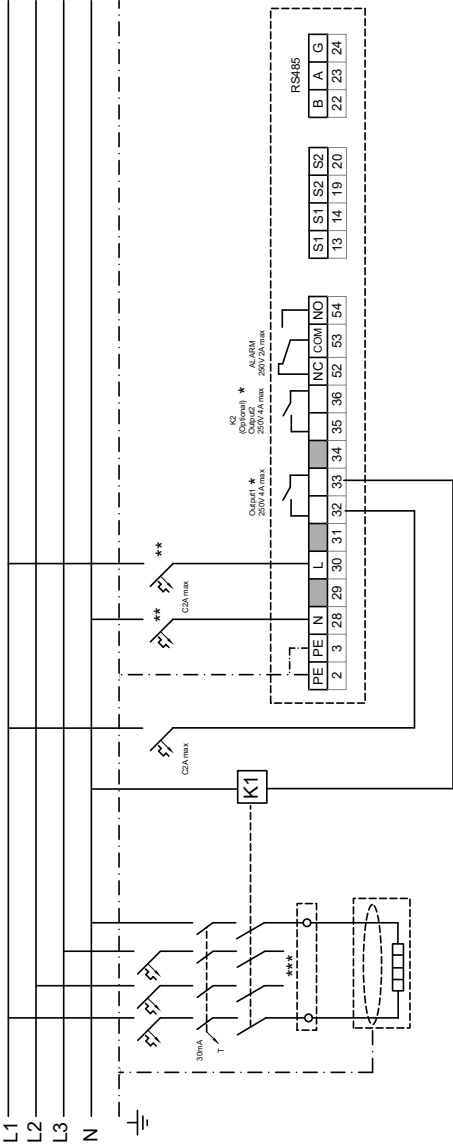 L1
L2
L3
N
30mA
T
***
K1
C2A max
**
C2A max
**
PE PE N L
2 3 28 29 30 31 32 33 34 35 36 52 53 54
Output1 *
250V 4A max
K2
(Optional) *
Output2
250V 4A max
ALARM
250V 2A max
NC COM NO
S1 S1 S2 S2
13 14 19 20
RS485
B A G
22 23 24